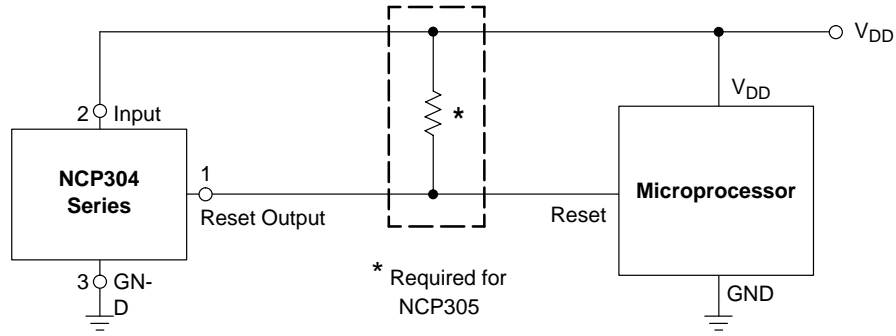 V_DD
2 Input
V_DD
NCP304
Series
1
Reset Output
*
Reset
Microprocessor
3 GN-
D
* Required for
NCP305
GND